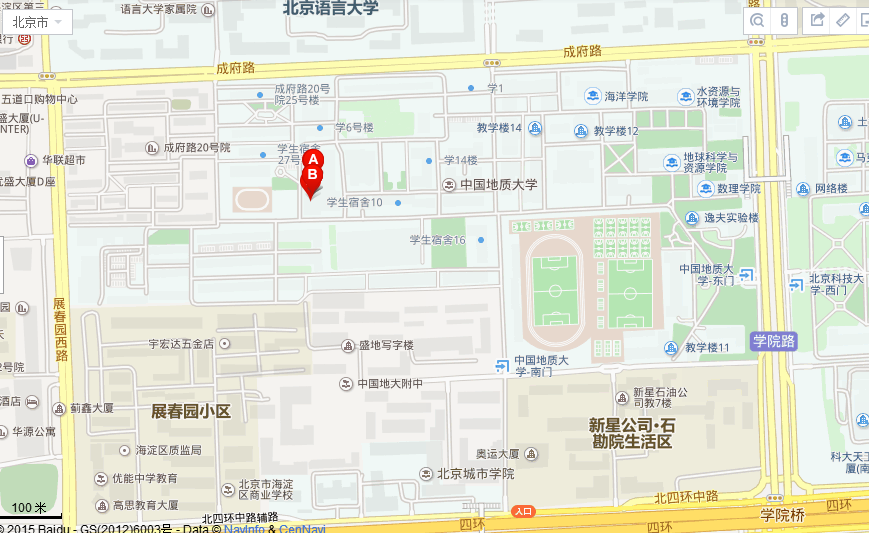 北京市
海淀区第三
语言大学家属院
北京语言大学
成府路
成府路
五道口购物中心
成府路20号
院25号楼
学1
海洋学院
水资源与
环境学院
盛大厦(U-
NTER)
学6号楼
教学楼14
教学楼12
成府路20号院
学生宿舍
27号
A
B
学14楼
中国地质大学
地球科学与
资源学院
华联超市
优盛大厦D座
数理学院
网络楼
学生宿舍10
逸夫实验楼
学生宿舍16
中国地质大
学-东门
北京科技大
学-西门
展春园西路
宇宏达五金店
盛地写字楼
学院路
教学楼11
中国地质大
学-南门
中国地大附中
新星石油公
司教7楼
酒店
蓟鑫大厦
展春园小区
华源公寓
新星公司·石
勘院生活区
海淀区质监局
奥运大厦
科大天工
大厦(南
优能中学教育
北京市海淀
区商业学校
北京城市学院
高思教育大厦
北四环中路
100 米
北四环中路辅路
入口
学院桥
四环
四环
© 2015 Baidu - GS(2012)6003号 - Data © NavInfo & CenNavi